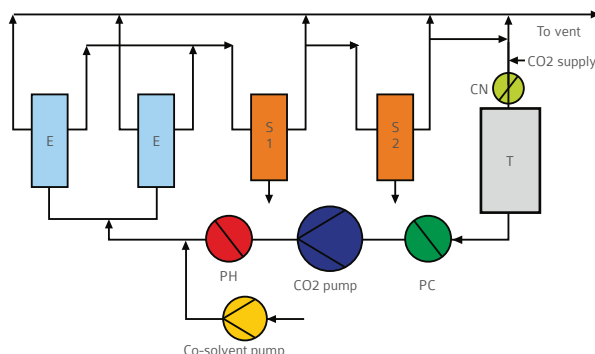 To vent
CO2 supply
CN
E
E
S
1
S
2
T
PH
CO2 pump
PC
Co-solvent pump